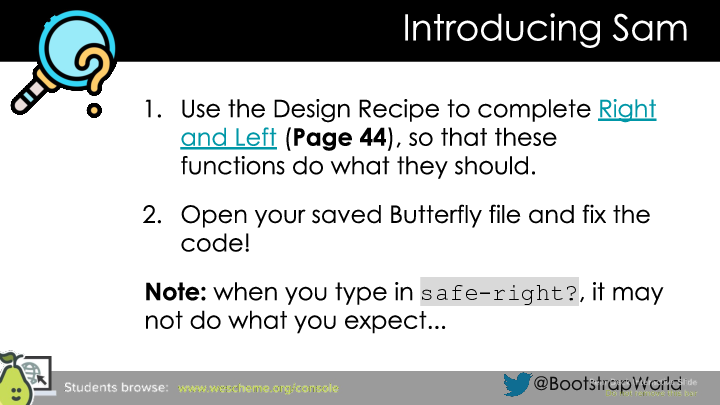 Introducing Sam
1. Use the Design Recipe to complete Right
and Left (Page 44), so that these
functions do what they should.
2. Open your saved Butterfly file and fix the
code!
Note: when you type in safe-right?, it may
not do what you expect...
Students browse: www.wescheme.org/console
@BootstrapWorld